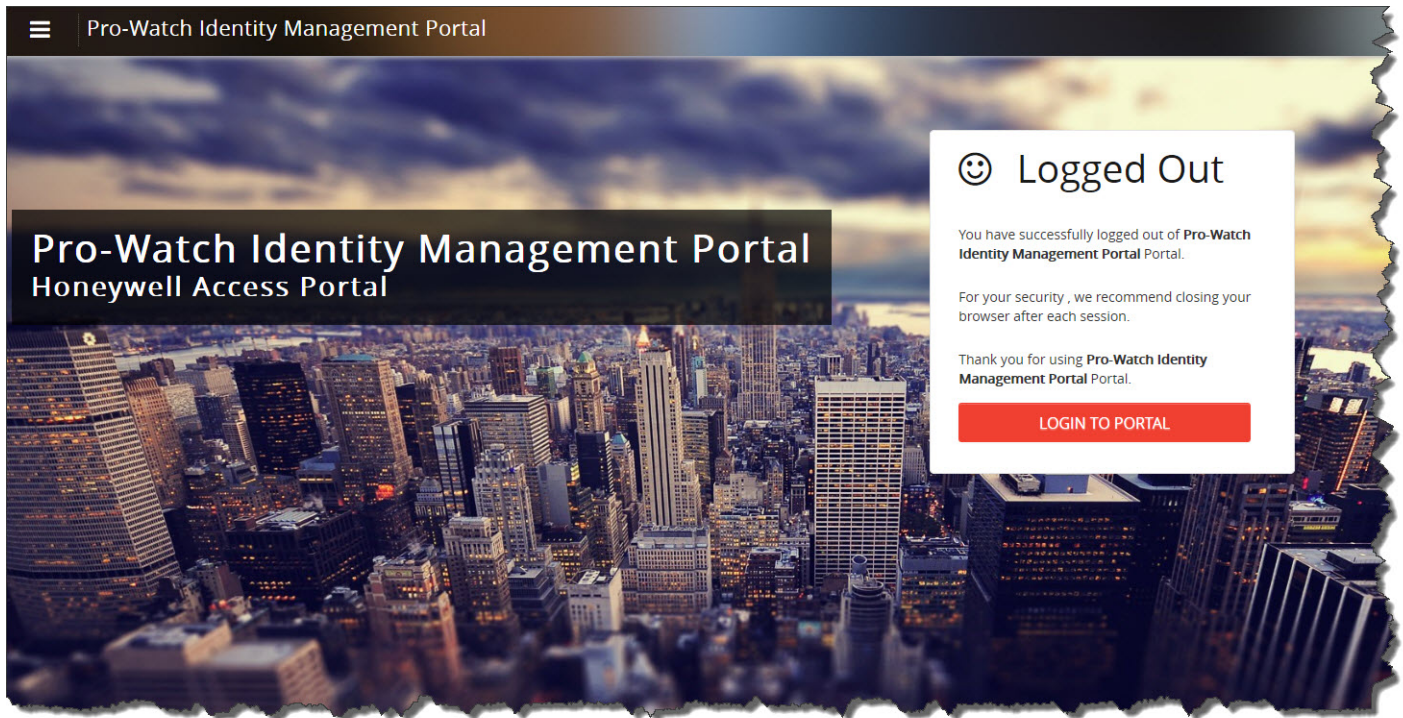 Pro-Watch Identity Management Portal
Pro-Watch Identity Management Portal
Honeywell Access Portal
Logged Out
You have successfully logged out of Pro-Watch
Identity Management Portal Portal.
For your security , we recommend closing your
browser after each session.
Thank you for using Pro-Watch Identity
Management Portal Portal.
LOGIN TO PORTAL